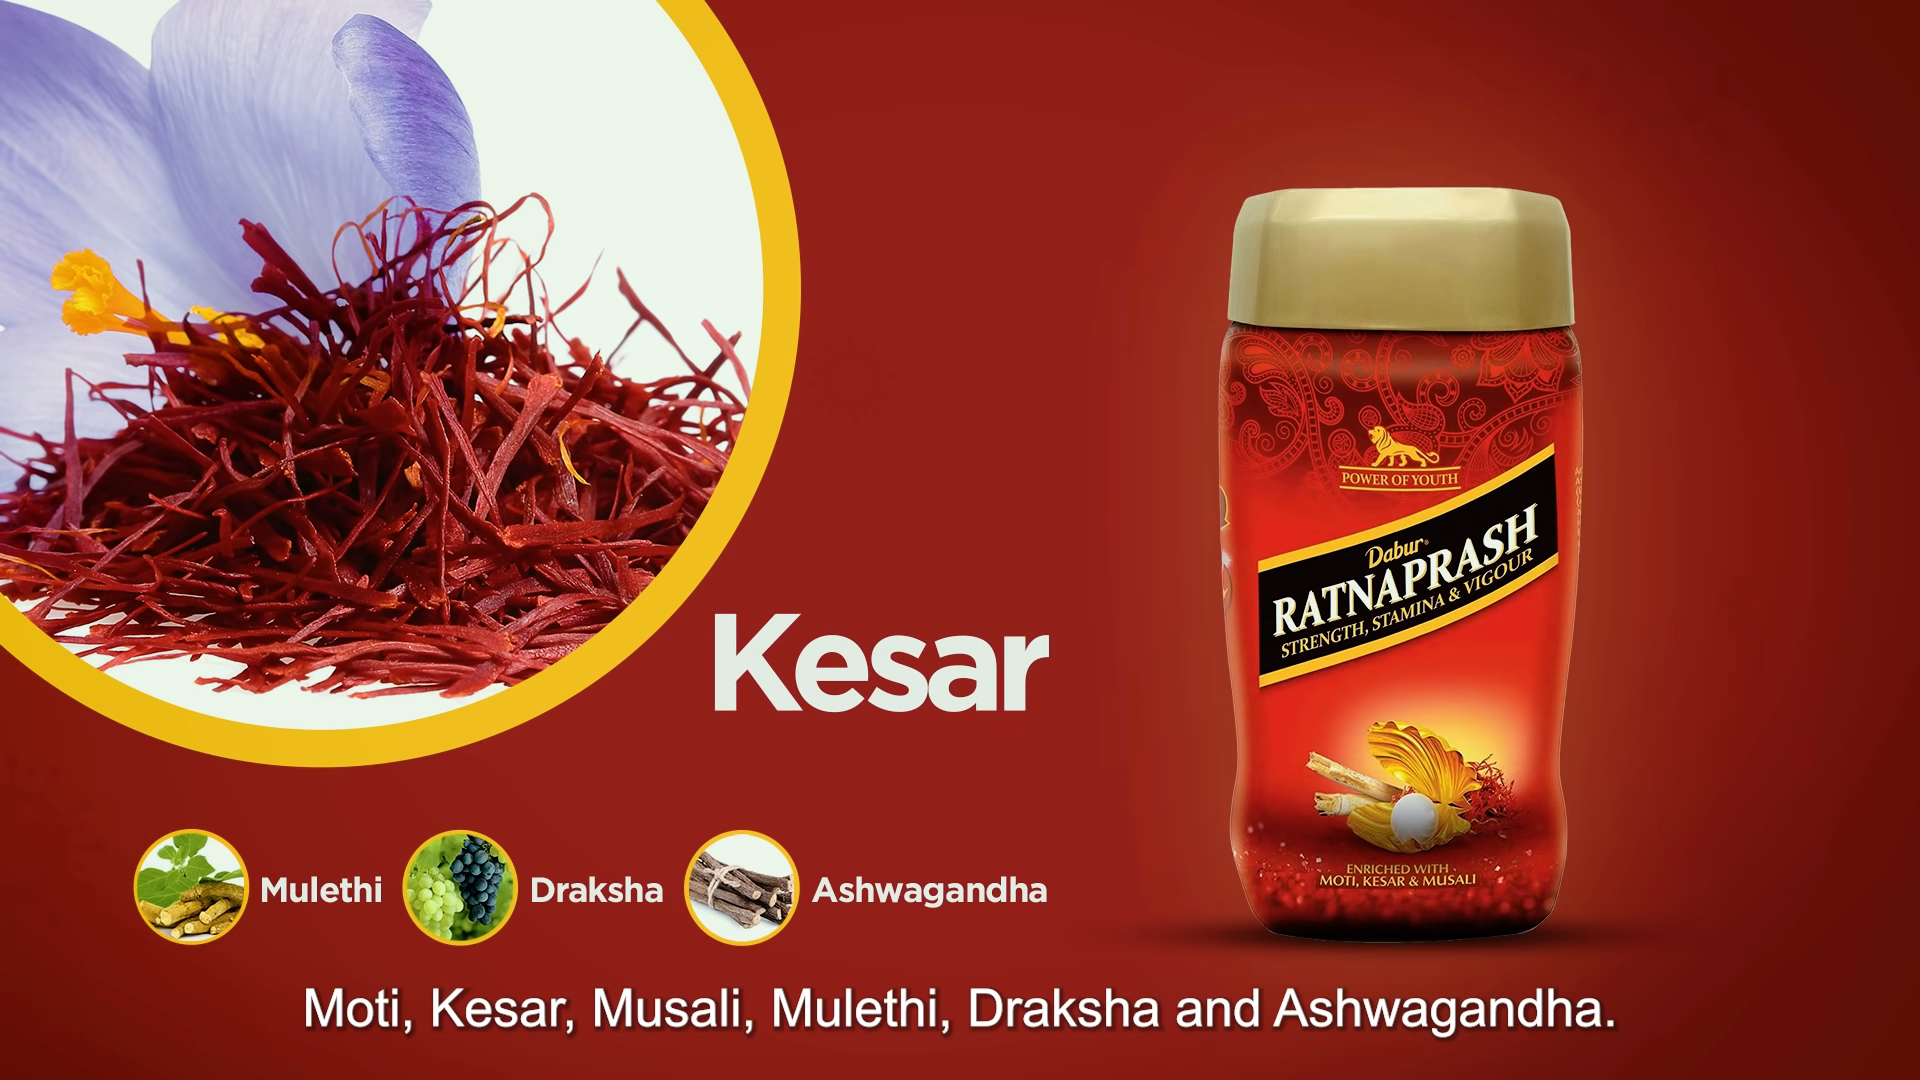 Kesar
POWER OF YOUTH
Dabur
RATNAPRASH
STRENGTH, STAMINA & VIGOUR
ENRICHED WITH
MOTI, KESAR & MUSALI
Mulethi
Draksha
Ashwagandha
Moti, Kesar, Musali, Mulethi, Draksha and Ashwagandha.